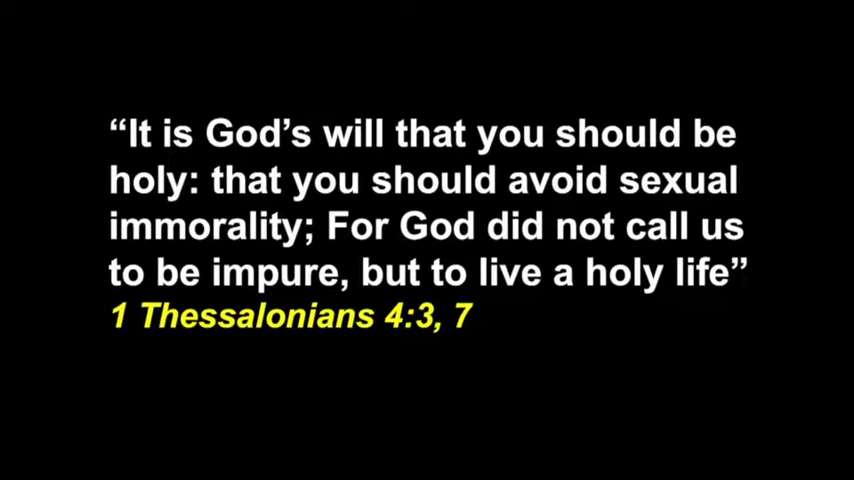 “It is God’s will that you should be
holy: that you should avoid sexual
immorality; For God did not call us
to be impure, but to live a holy life”
1 Thessalonians 4:3, 7